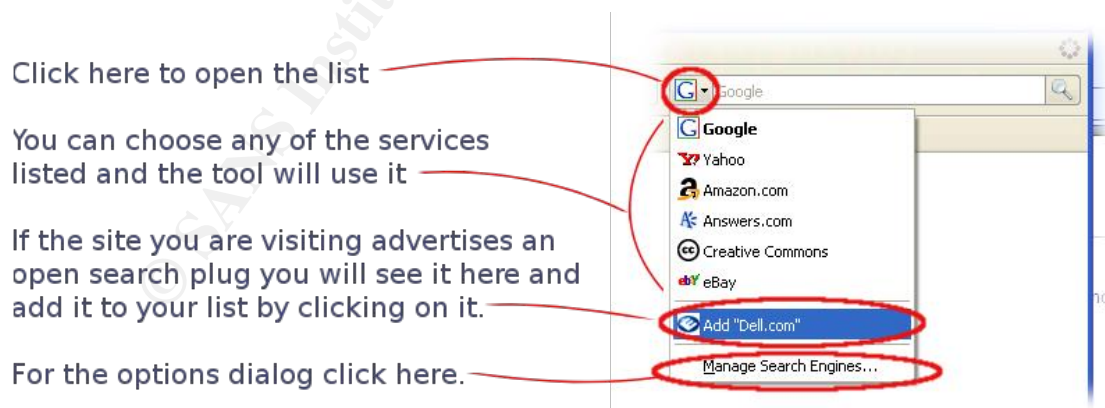 Click here to open the list
You can choose any of the services
listed and the tool will use it
If the site you are visiting advertises an
open search plug you will see it here and
add it to your list by clicking on it.
For the options dialog click here.
Google
Google
Yahoo
Amazon.com
Answers.com
Creative Commons
eBay
Add "Dell.com"
Manage Search Engines...
© SANS Insti